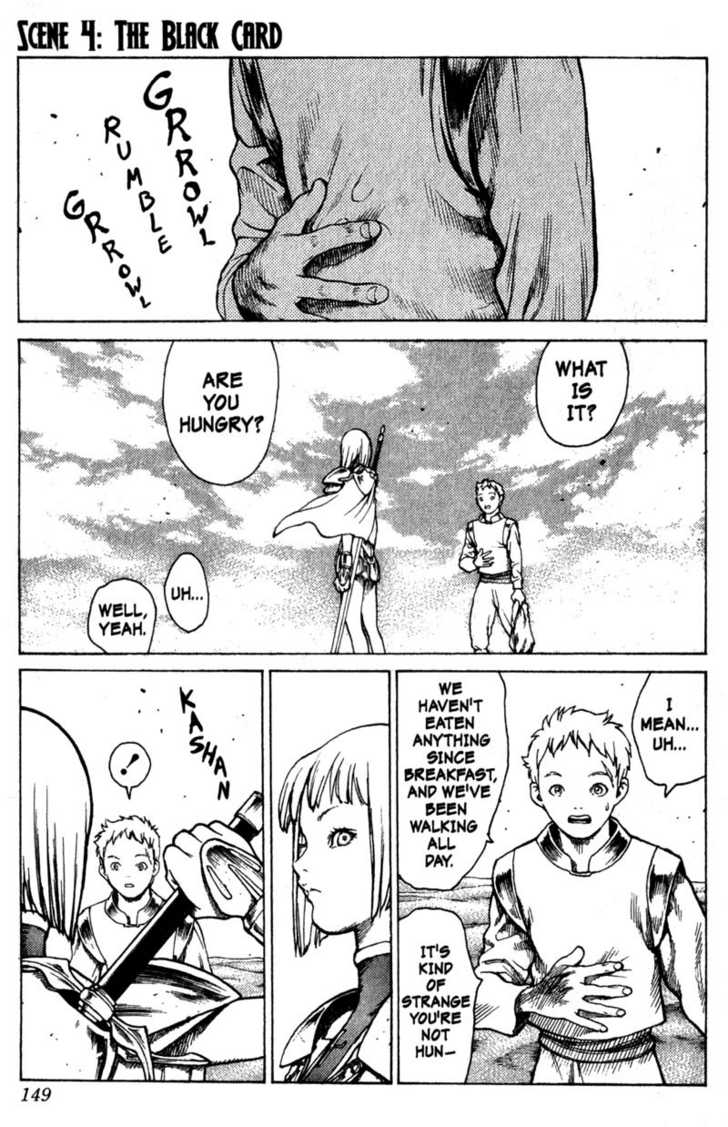 SCENE 4: THE BLACK CARD
GRROWL
RUMBLE
GRROWL
WHAT
IS
IT?
ARE
YOU
HUNGRY?
UH...
WELL,
YEAH.
I
MEAN...
UH...
WE
HAVEN'T
EATEN
ANYTHING
SINCE
BREAKFAST,
AND WE'VE
BEEN
WALKING
ALL
DAY.
IT'S
KIND
OF
STRANGE
YOU'RE
NOT
HUN—
KASHAN
!
149